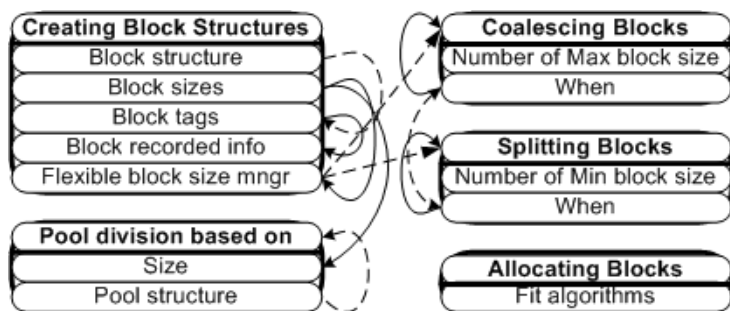 Creating Block Structures
Block structure
Block sizes
Block tags
Block recorded info
Flexible block size mngr
Pool division based on
Size
Pool structure
Coalescing Blocks
Number of Max block size
When
Splitting Blocks
Number of Min block size
When
Allocating Blocks
Fit algorithms